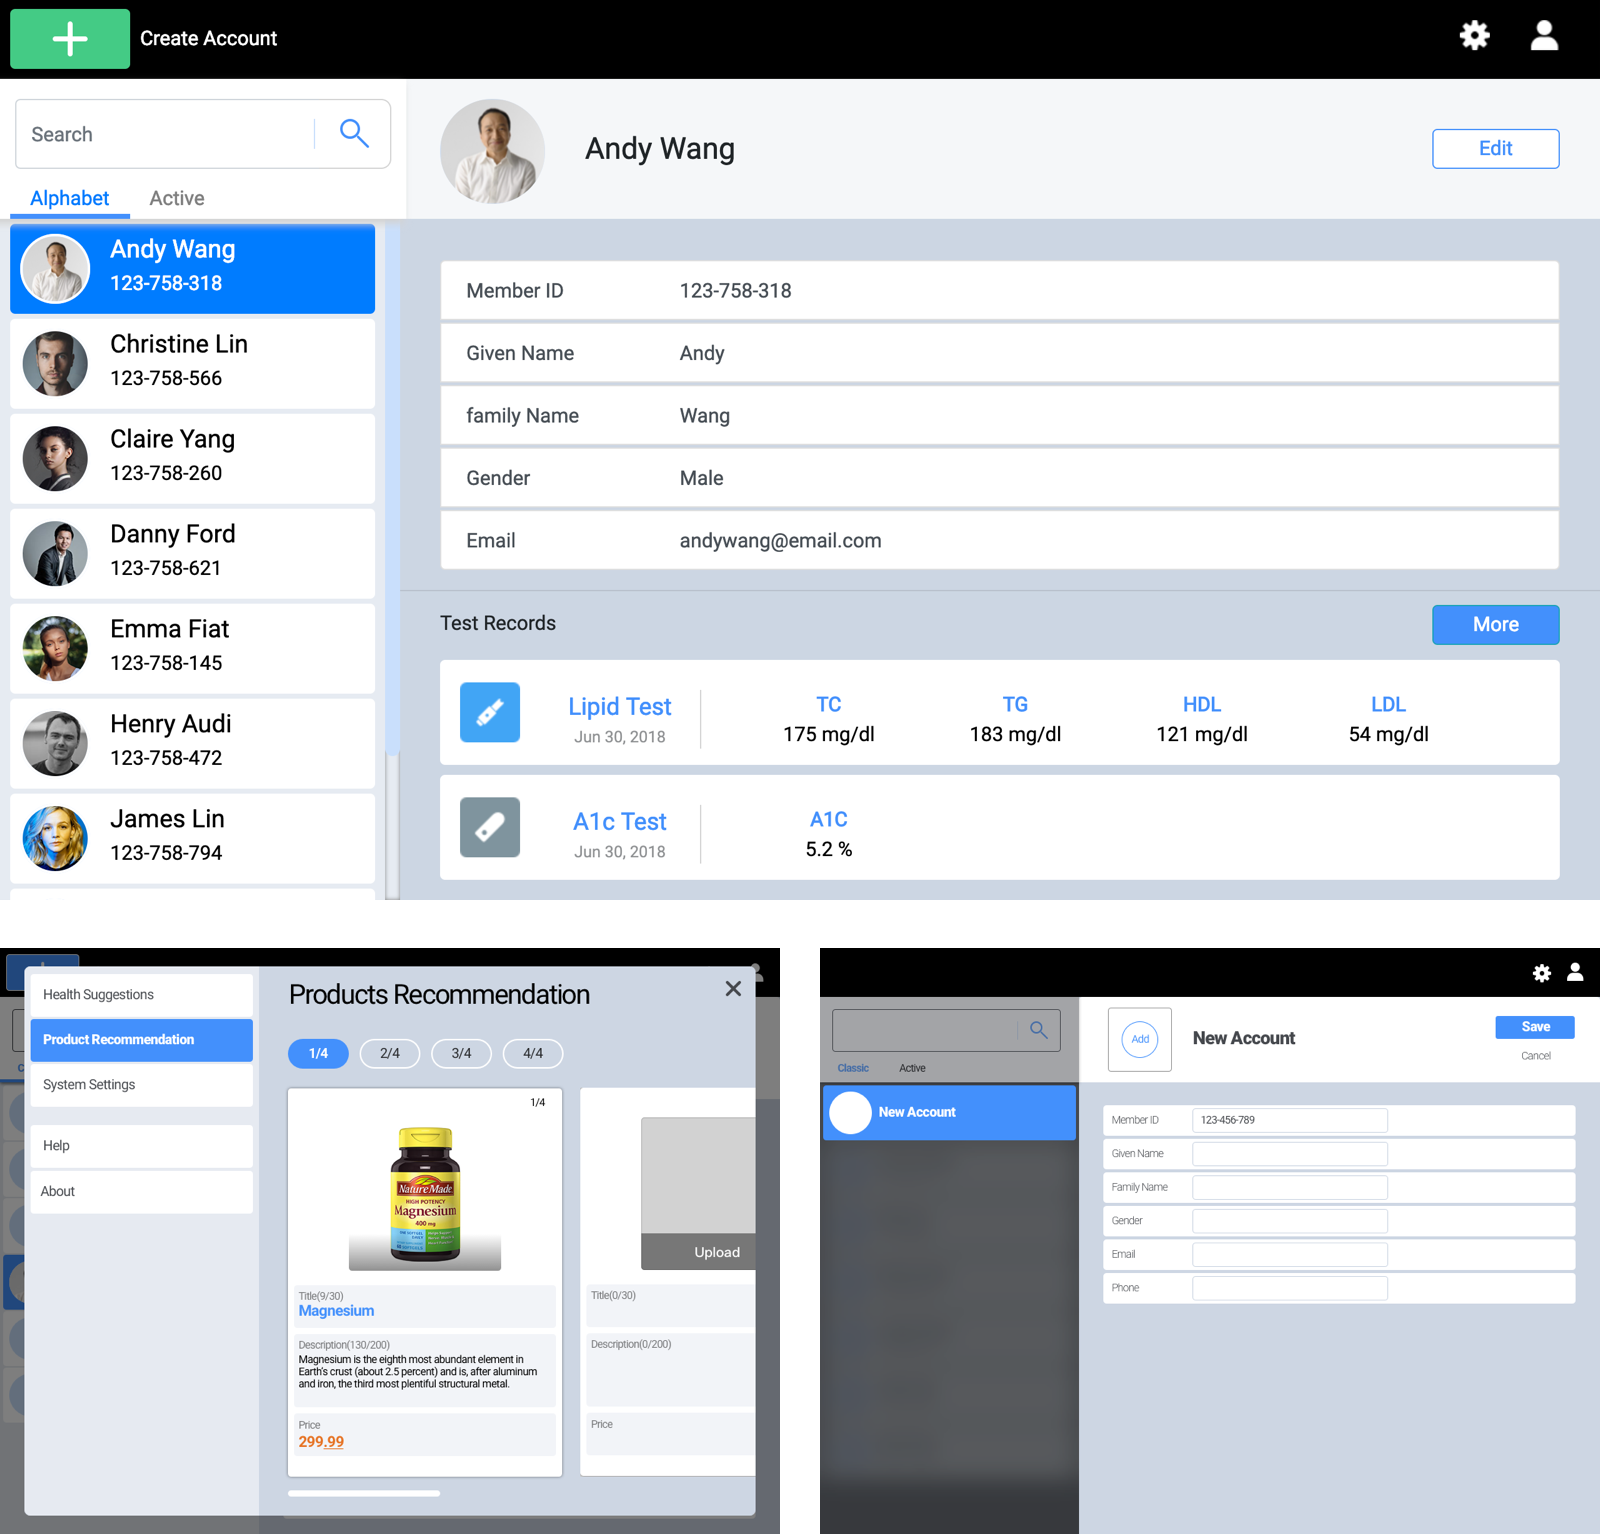 Create Account
Search
Alphabet Active
Andy Wang
123-758-318
Christine Lin
123-758-566
Claire Yang
123-758-260
Danny Ford
123-758-621
Emma Fiat
123-758-145
Henry Audi
123-758-472
James Lin
123-758-794
Andy Wang
Edit
Member ID 123-758-318
Given Name Andy
family Name Wang
Gender Male
Email andywang@email.com
Test Records
More
Lipid Test
Jun 30, 2018
TC
175 mg/dl
TG
183 mg/dl
HDL
121 mg/dl
LDL
54 mg/dl
A1c Test
Jun 30, 2018
A1C
5.2 %
Health Suggestions
Product Recommendation
System Settings
Help
About
Products Recommendation
1/4 2/4 3/4 4/4
1/4
Nature Made
HIGH POTENCY
Magnesium
400 mg
Title(9/30)
Magnesium
Description(130/200)
Magnesium is the eighth most abundant element in
Earth's crust (about 2.5 percent) and is, after aluminum
and iron, the third most plentiful structural metal.
Price
299.99
Upload
Title(0/30)
Description(0/200)
Price
Classic Active
New Account
Add
New Account
Save
Cancel
Member ID 123-456-789
Given Name
Family Name
Gender
Email
Phone